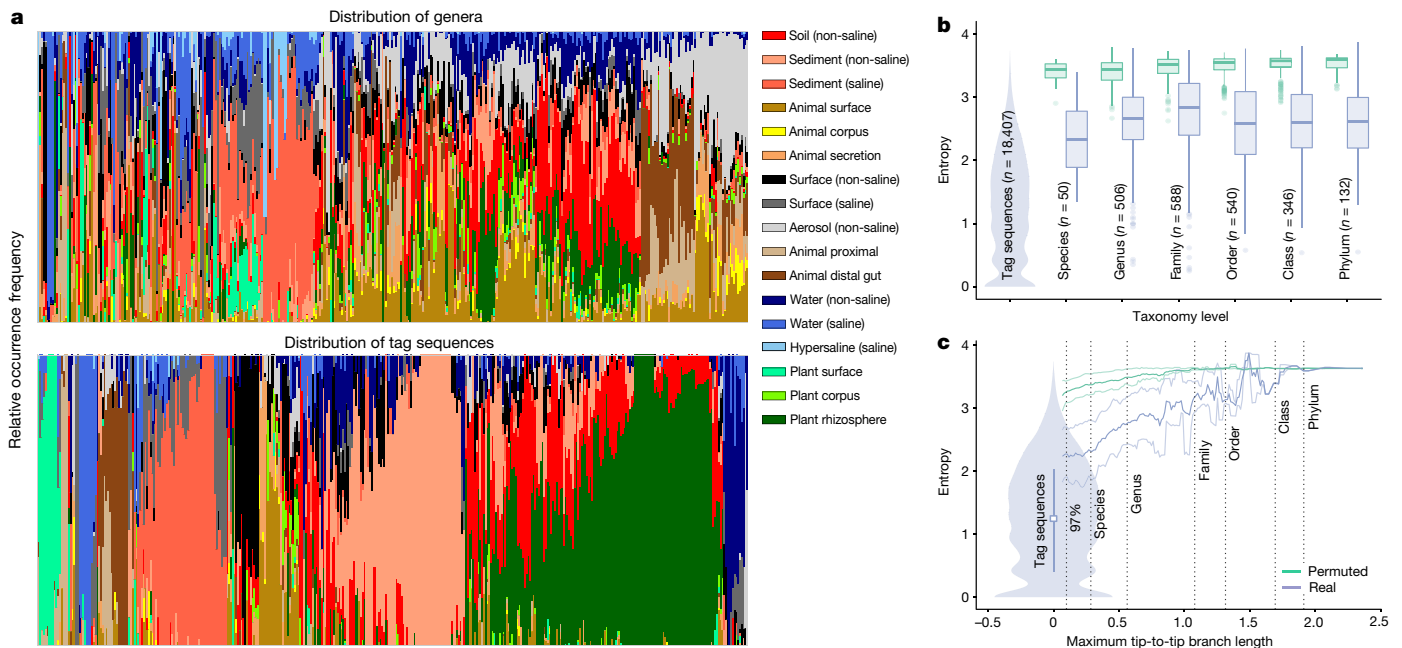 a
Distribution of genera
Relative occurrence frequency
Distribution of tag sequences
Soil (non-saline)
Sediment (non-saline)
Sediment (saline)
Animal surface
Animal corpus
Animal secretion
Surface (non-saline)
Surface (saline)
Aerosol (non-saline)
Animal proximal
Animal distal gut
Water (non-saline)
Water (saline)
Hypersaline (saline)
Plant surface
Plant corpus
Plant rhizosphere
b
Entropy
4
3
2
1
0
Tag sequences (n = 18,407)
Species (n = 50)
Genus (n = 506)
Family (n = 588)
Order (n = 540)
Class (n = 346)
Phylum (n = 132)
Taxonomy level
c
Entropy
4
3
2
1
0
Tag sequences
97%
Species
Genus
Family
Order
Class
Phylum
Permuted
Real
−0.5
0
0.5
1.0
1.5
2.0
2.5
Maximum tip-to-tip branch length